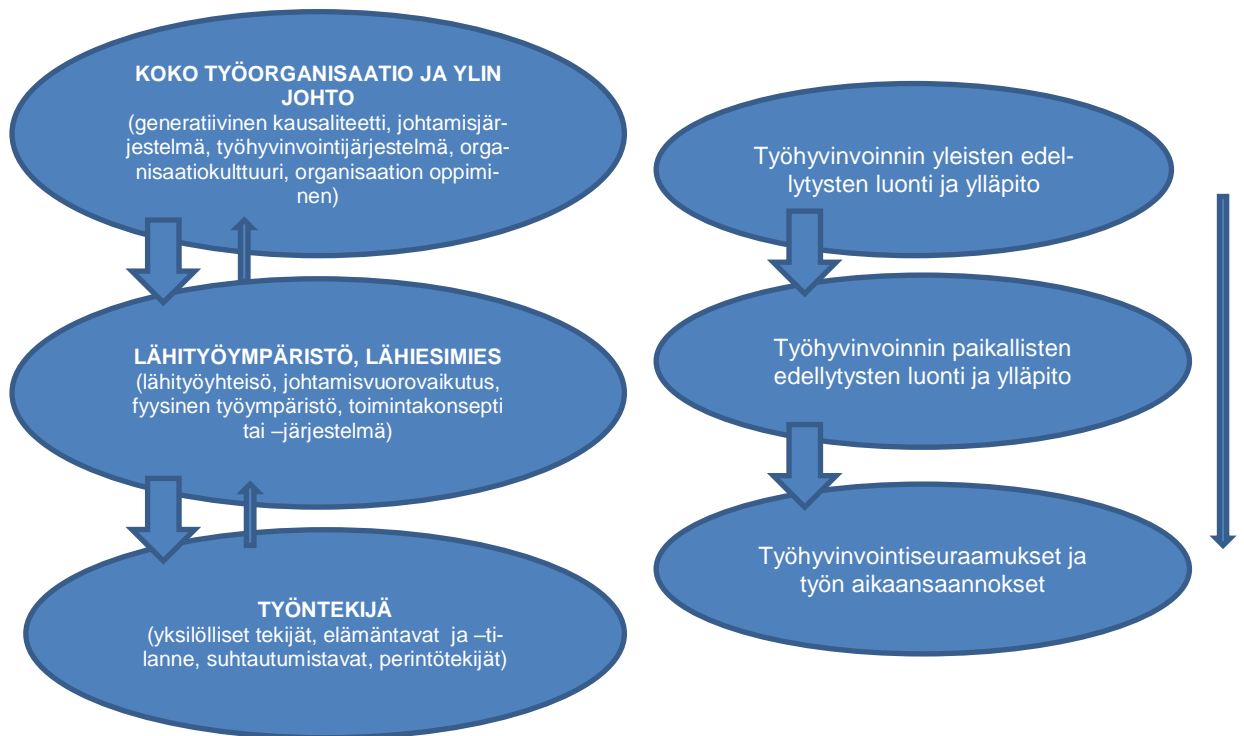 KOKO TYÖORGANISAATIO JA YLIN
JOHTO
(generatiivinen kausaliteetti, johtamisjär-
jestelmä, työhyvinvointijärjestelmä, orga-
nisaatiokulttuuri, organisaation oppimi-
nen)
LÄHITYÖYMPÄRISTÖ, LÄHIESIMIES
(lähityöyhteisö, johtamisvuorovaikutus,
fyysinen työympäristö, toimintakonsepti
tai –järjestelmä)
TYÖNTEKIJÄ
(yksilölliset tekijät, elämäntavat ja –ti-
lanne, suhtautumistavat, perintötekijät)
Työhyvinvoinnin yleisten edel-
lytysten luonti ja ylläpito
Työhyvinvoinnin paikallisten
edellytysten luonti ja ylläpito
Työhyvinvointiseuraamukset ja
työn aikaansaannokset